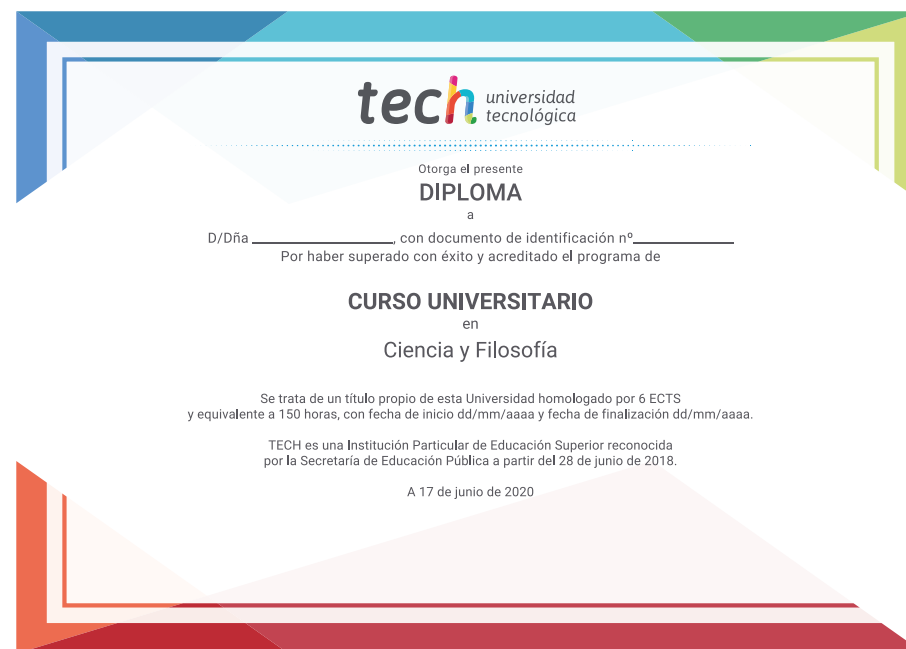 tech universidad
tecnológica
Otorga el presente
DIPLOMA
a
D/Dña ____________________, con documento de identificación nº______________
Por haber superado con éxito y acreditado el programa de
CURSO UNIVERSITARIO
en
Ciencia y Filosofía
Se trata de un título propio de esta Universidad homologado por 6 ECTS
y equivalente a 150 horas, con fecha de inicio dd/mm/aaaa y fecha de finalización dd/mm/aaaa.
TECH es una Institución Particular de Educación Superior reconocida
por la Secretaría de Educación Pública a partir del 28 de junio de 2018.
A 17 de junio de 2020